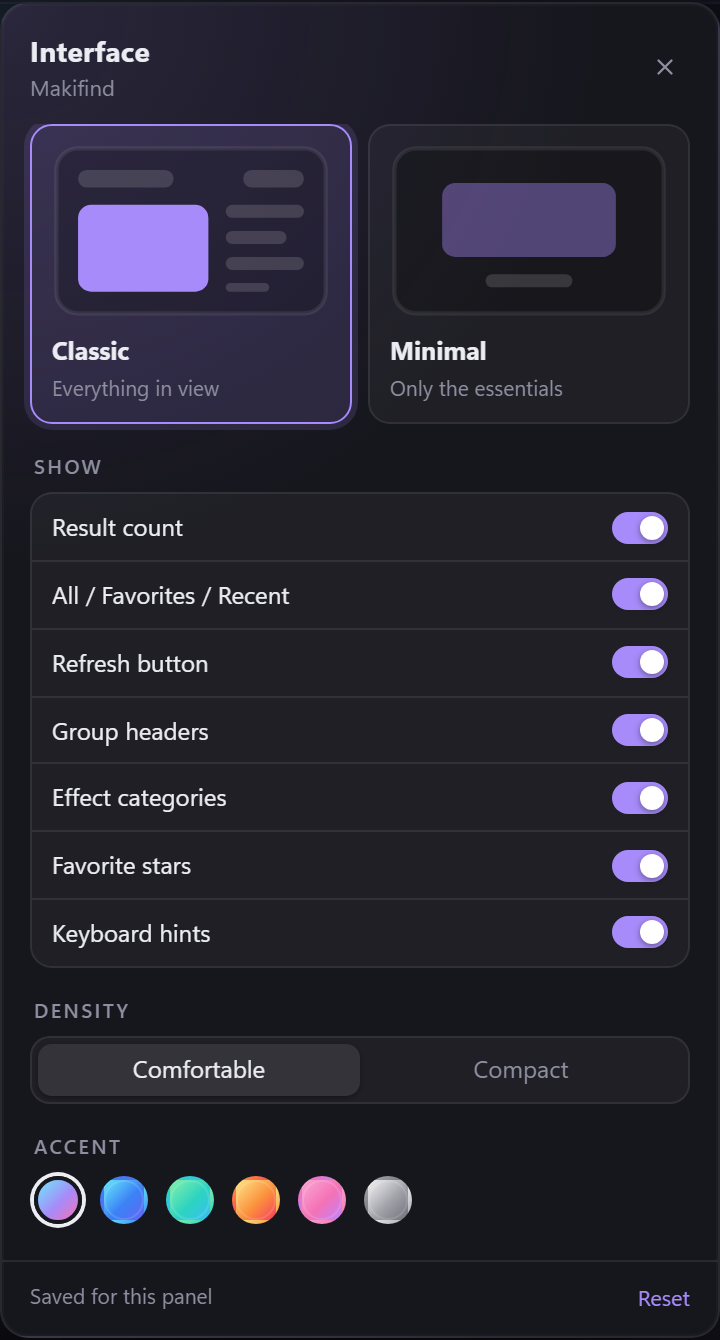 Interface
Makifind
Classic
Everything in view
Minimal
Only the essentials
SHOW
Result count
All / Favorites / Recent
Refresh button
Group headers
Effect categories
Favorite stars
Keyboard hints
DENSITY
Comfortable
Compact
ACCENT
Saved for this panel
Reset